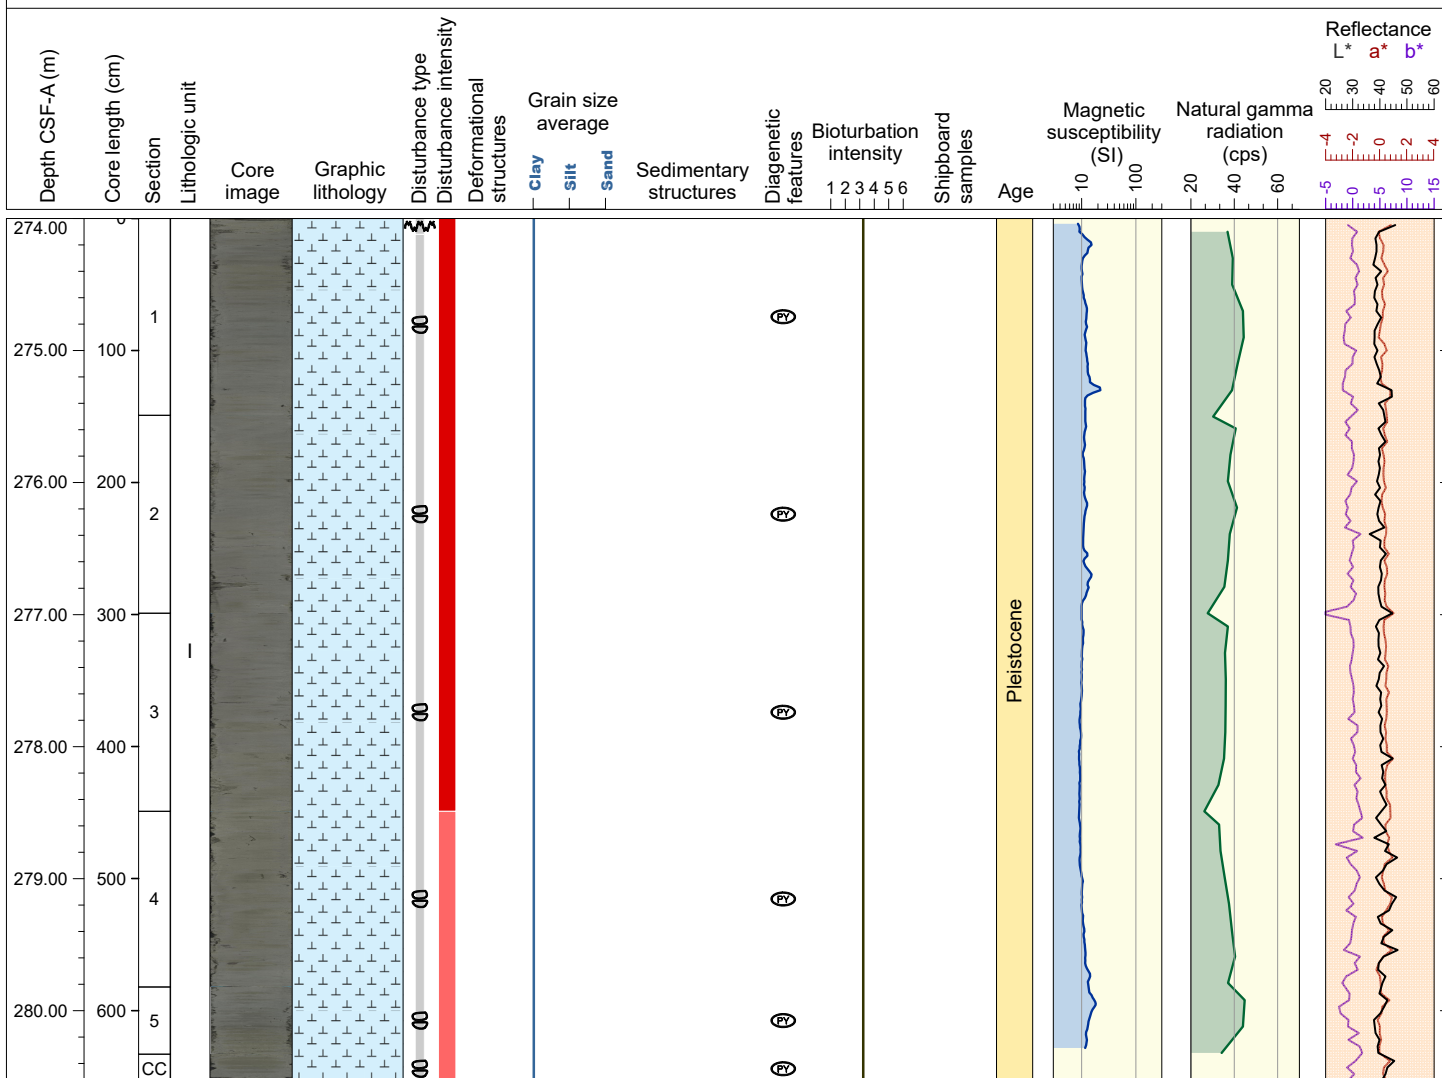 Depth CSF-A (m)
Core length (cm)
Section
Lithologic unit
Core
image
Graphic
lithology
Disturbance type
Disturbance intensity
Deformational
structures
Grain size
average
Clay
Silt
Sand
Sedimentary
structures
Diagenetic
features
Bioturbation
intensity
1 2 3 4 5 6
Shipboard
samples
Age
Magnetic
susceptibility
(SI)
10 100
Natural gamma
radiation
(cps)
20 40 60
Reflectance
L* a* b*
20 30 40 50 60
-4 -2 0 2 4
-5 0 5 10 15
274.00 0
1 PY
275.00 100
276.00 200
2 PY
277.00 300
I
Pleistocene
3 PY
278.00 400
279.00 500
4 PY
280.00 600
5 PY
CC PY